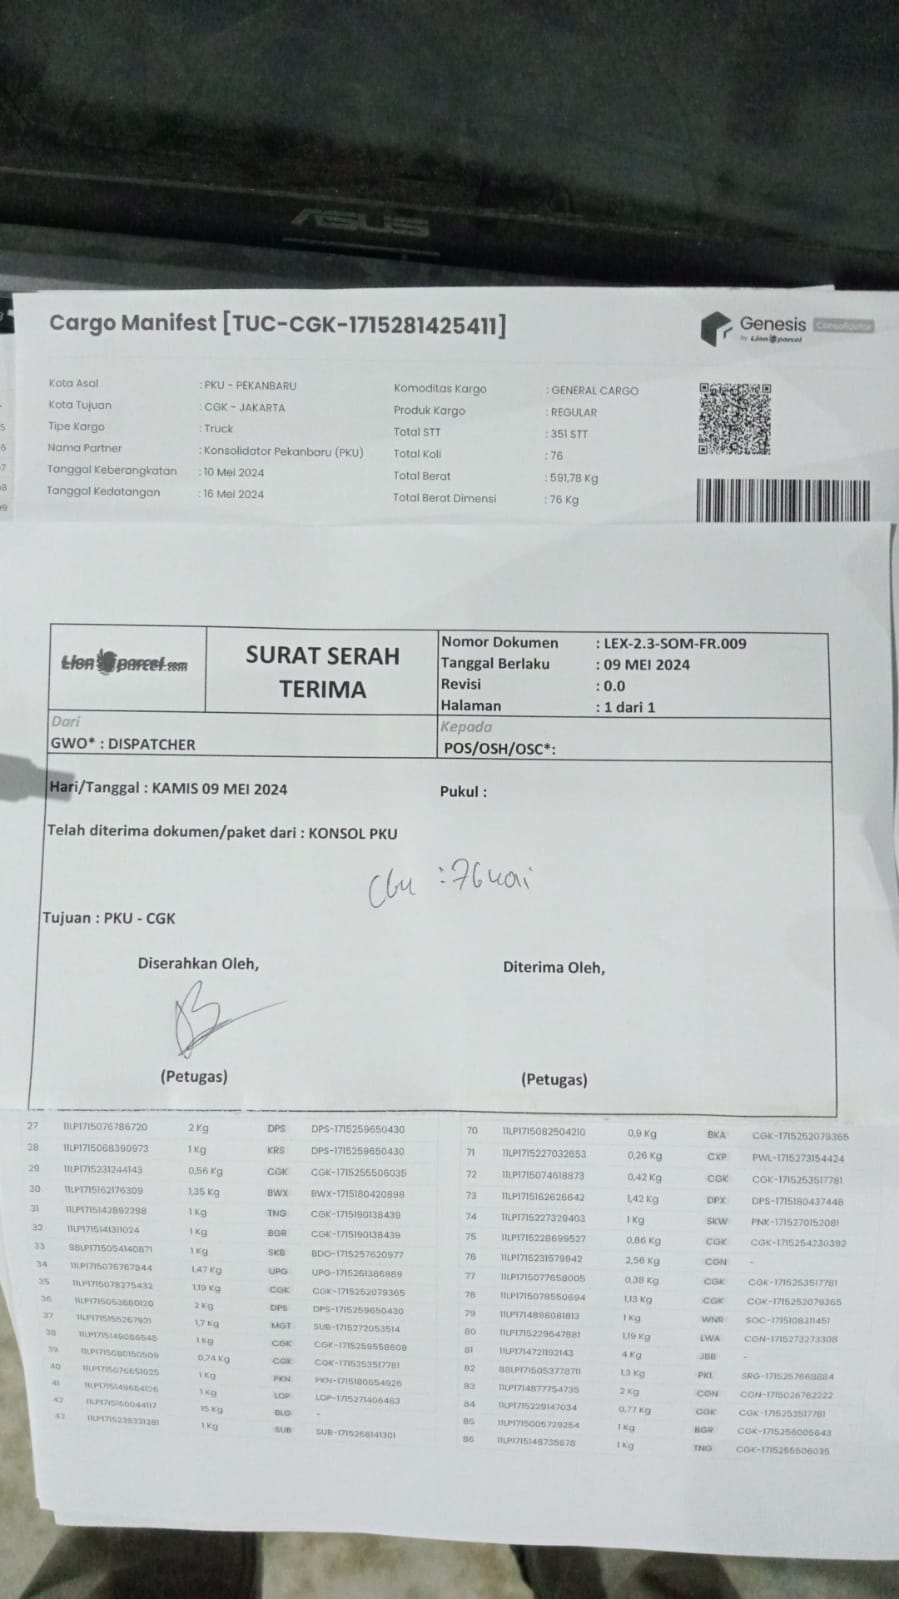 ASUS
Cargo Manifest [TUC-CGK-1715281425411]
Genesis Consolidator
by Lion parcel
Kota Asal : PKU - PEKANBARU
Kota Tujuan : CGK - JAKARTA
Tipe Kargo : Truck
Nama Partner : Konsolidator Pekanbaru (PKU)
Tanggal Keberangkatan : 10 Mei 2024
Tanggal Kedatangan : 16 Mei 2024
Komoditas Kargo : GENERAL CARGO
Produk Kargo : REGULAR
Total STT : 351 STT
Total Koli : 76
Total Berat : 591,78 Kg
Total Berat Dimensi : 76 Kg
Lion parcel.com
SURAT SERAH
TERIMA
Nomor Dokumen : LEX-2.3-SOM-FR.009
Tanggal Berlaku : 09 MEI 2024
Revisi : 0.0
Halaman : 1 dari 1
Dari
GWO* : DISPATCHER
Kepada
POS/OSH/OSC*:
Hari/Tanggal : KAMIS 09 MEI 2024
Pukul :
Telah diterima dokumen/paket dari : KONSOL PKU
: 76
Tujuan : PKU - CGK
Diserahkan Oleh,
Diterima Oleh,
(Petugas)
(Petugas)
27 11LP1715076786720 2 Kg DPS DPS-1715259650430
28 11LP1715068390973 1 Kg KRS DPS-1715259650430
29 11LP1715231244143 0,56 Kg CGK CGK-1715255506035
30 11LP1715162176309 1,35 Kg BWX BWX-1715180420898
31 11LP1715142892298 1 Kg TNG CGK-1715190138439
32 11LP1715141311024 1 Kg BGR CGK-1715190138439
33 88LP1715054140871 1 Kg SKB BDO-1715257620977
34 11LP1715076767944 1,47 Kg UPG UPG-1715261386989
35 11LP1715078275432 1,19 Kg CGK CGK-1715252079365
36 11LP1715053660120 2 Kg DPS DPS-1715259650430
37 11LP1715155267921 1,7 Kg MGT SUB-1715272053514
38 11LP1715149086545 1 Kg CGK CGK-1715259559608
39 11LP1715080150509 0,74 Kg CGK CGK-1715253517781
40 11LP1715076651025 1 Kg PKN PKN-1715180654926
41 11LP1715149664126 1 Kg LOP LOP-1715271406483
42 11LP1715160044117 15 Kg BLG -
43 11LP1715235331381 1 Kg SUB SUB-1715268141301
70 11LP1715082504210 0,9 Kg BKA CGK-1715252079365
71 11LP1715227032653 0,26 Kg CXP PWL-1715273154424
72 11LP1715074618873 0,42 Kg CGK CGK-1715253517781
73 11LP1715162626642 1,42 Kg DPX DPS-1715180437448
74 11LP1715227329403 1 Kg SKW PNK-1715270152081
75 11LP1715228699527 0,86 Kg CGK CGK-1715254230392
76 11LP1715231579942 2,56 Kg CGN -
77 11LP1715077658005 0,38 Kg CGK CGK-1715253517781
78 11LP1715078550694 1,13 Kg CGK CGK-1715252079365
79 11LP1714898081613 1 Kg WNR SOC-1715108311451
80 11LP1715229647881 1,19 Kg LWA CGN-1715273273308
81 11LP1714721192143 4 Kg JBB -
82 88LP1715053778711 1,3 Kg PKL SRG-1715257669884
83 11LP1714877754735 2 Kg CGN CGN-1715026762222
84 11LP1715229147034 0,77 Kg CGK CGK-1715253517781
85 11LP1715005729254 1 Kg BGR CGK-1715256005643
86 11LP1715148735678 1 Kg TNG CGK-1715255506035